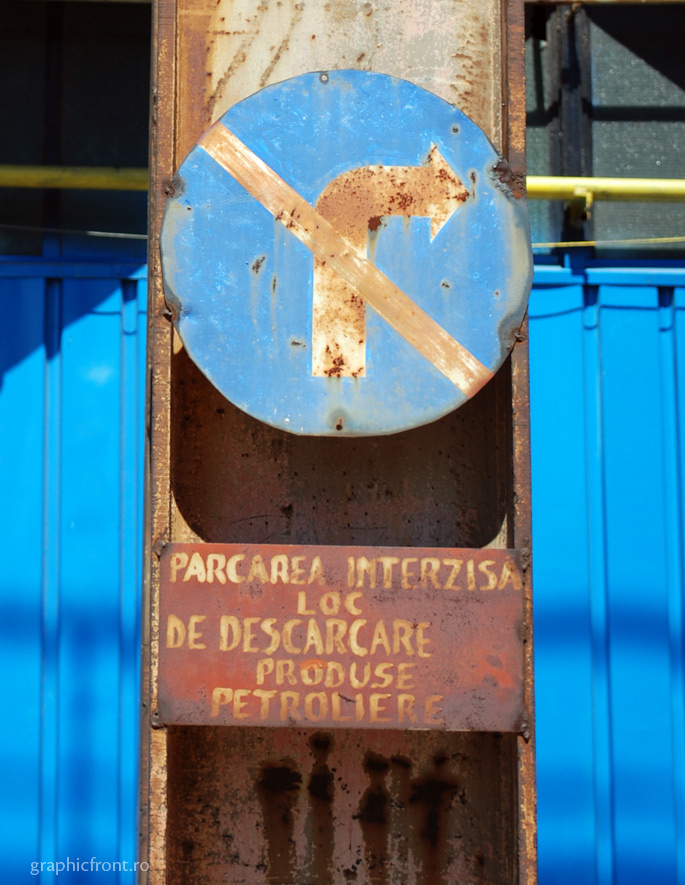 PARCAREA INTERZISA
LOC
DE DESCARCARE
PRODUSE
PETROLIERE
graphicfront.ro